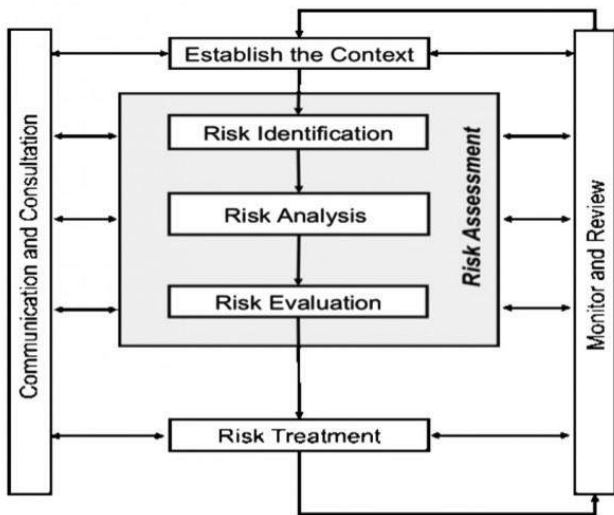 Establish the Context
Communication and Consultation
Risk Identification
Risk Analysis
Risk Evaluation
Risk Assessment
Monitor and Review
Risk Treatment